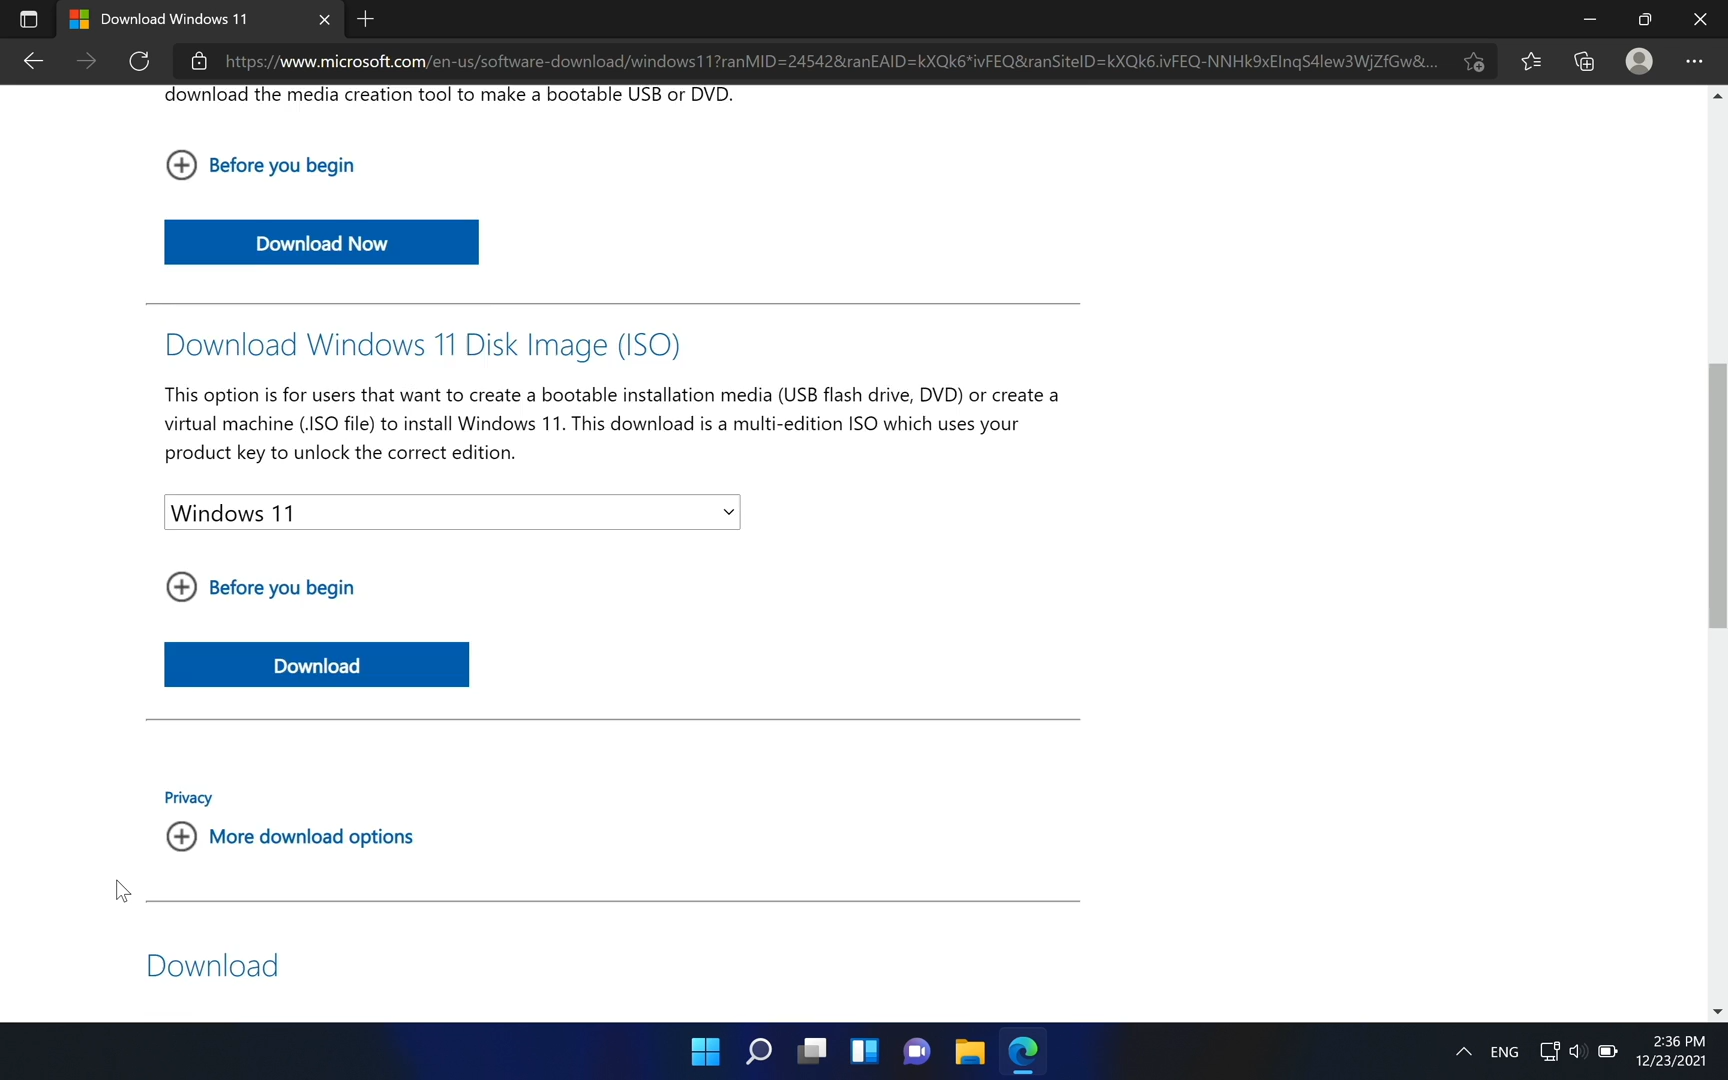 Download Windows 11
https://www.microsoft.com/en-us/software-download/windows11?ranMID=24542&ranEAID=kXQk6*ivFEQ&ranSiteID=kXQk6.ivFEQ-NNHk9xEInqS4lew3WjZfGw&...
download the media creation tool to make a bootable USB or DVD.
Before you begin
Download Now
Download Windows 11 Disk Image (ISO)
This option is for users that want to create a bootable installation media (USB flash drive, DVD) or create a
virtual machine (.ISO file) to install Windows 11. This download is a multi-edition ISO which uses your
product key to unlock the correct edition.
Windows 11
Before you begin
Download
Privacy
More download options
Download
ENG
2:36 PM
12/23/2021